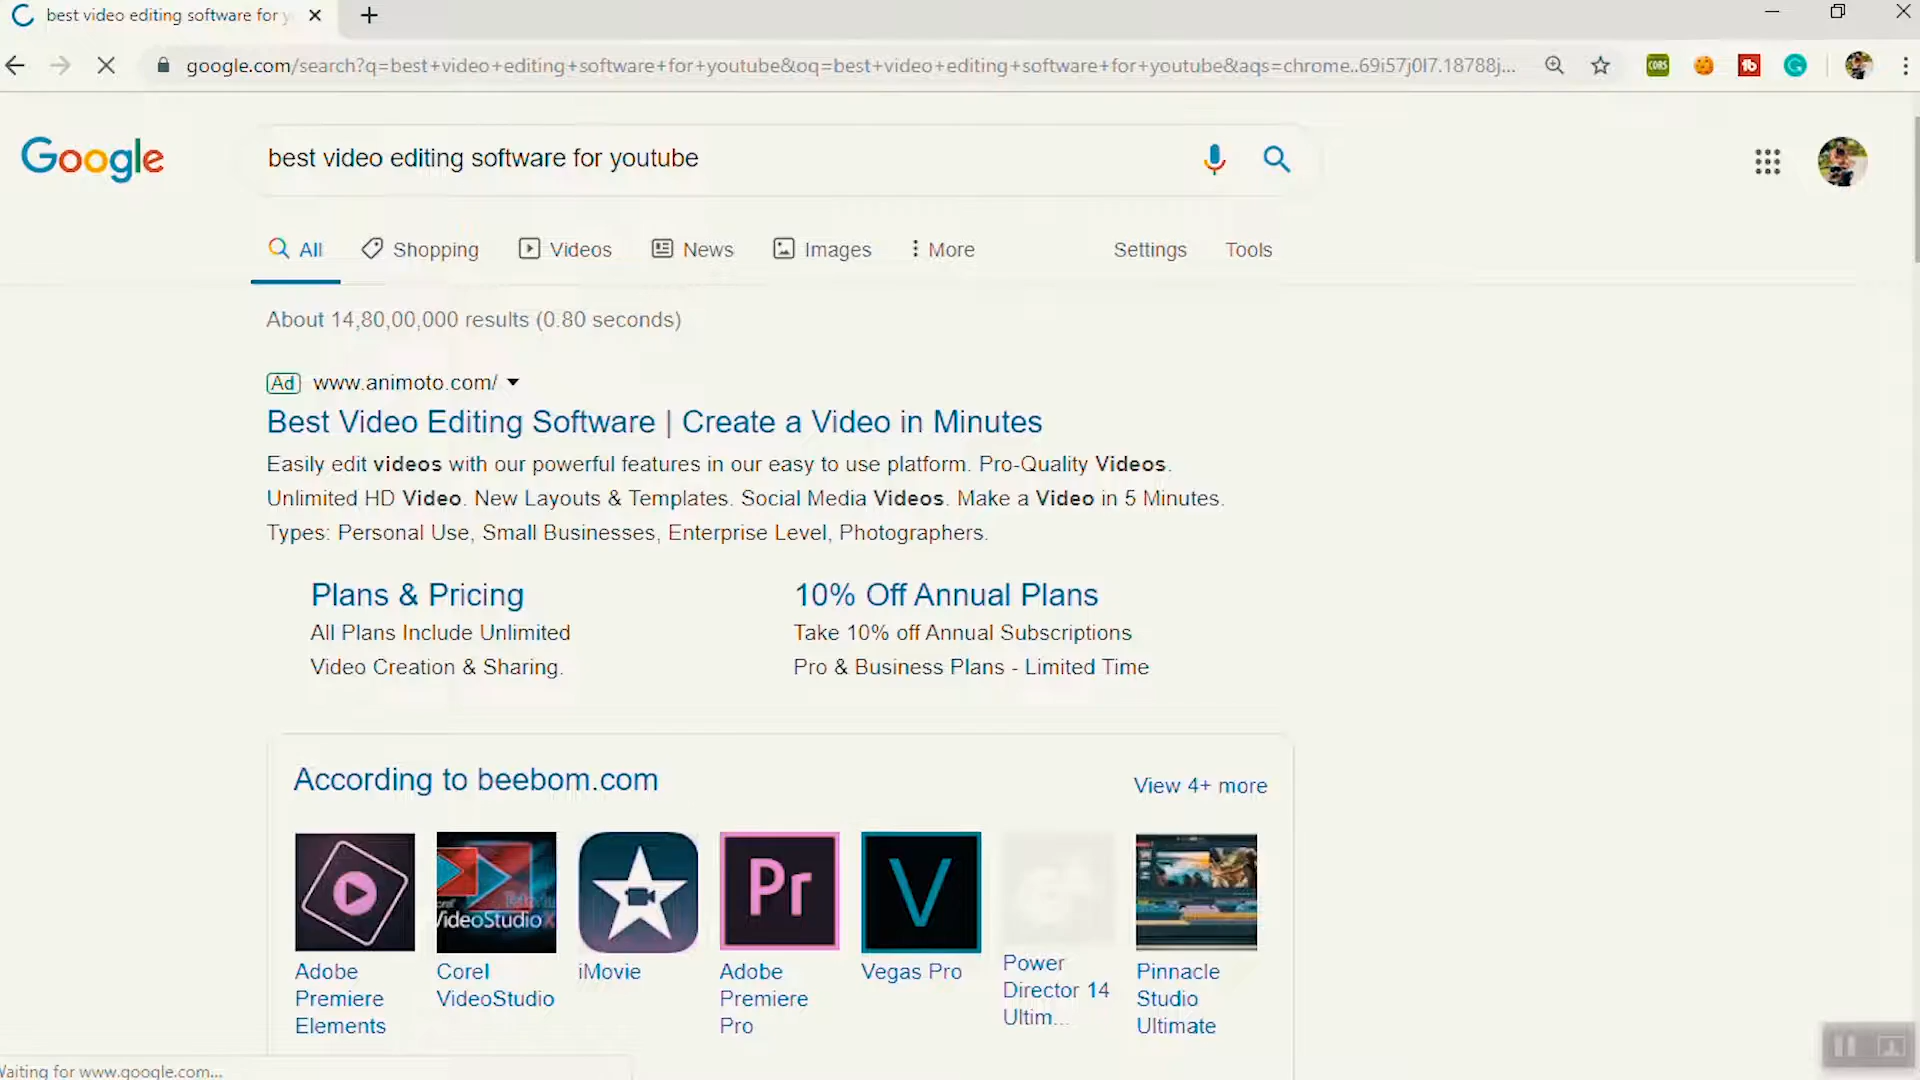 best video editing software for y
google.com/search?q=best+video+editing+software+for+youtube&oq=best+video+editing+software+for+youtube&aqs=chrome..69i57j0l7.18788j...
CORS
Google
best video editing software for youtube
All Shopping Videos News Images More Settings Tools
About 14,80,00,000 results (0.80 seconds)
Ad www.animoto.com/
Best Video Editing Software | Create a Video in Minutes
Easily edit videos with our powerful features in our easy to use platform. Pro-Quality Videos.
Unlimited HD Video. New Layouts & Templates. Social Media Videos. Make a Video in 5 Minutes.
Types: Personal Use, Small Businesses, Enterprise Level, Photographers.
Plans & Pricing
All Plans Include Unlimited
Video Creation & Sharing.
10% Off Annual Plans
Take 10% off Annual Subscriptions
Pro & Business Plans - Limited Time
According to beebom.com
View 4+ more
VideoStudio
Pr
V
Adobe
Premiere
Elements
Corel
VideoStudio
iMovie
Adobe
Premiere
Pro
Vegas Pro
Power
Director 14
Ultim...
Pinnacle
Studio
Ultimate
Waiting for www.google.com...